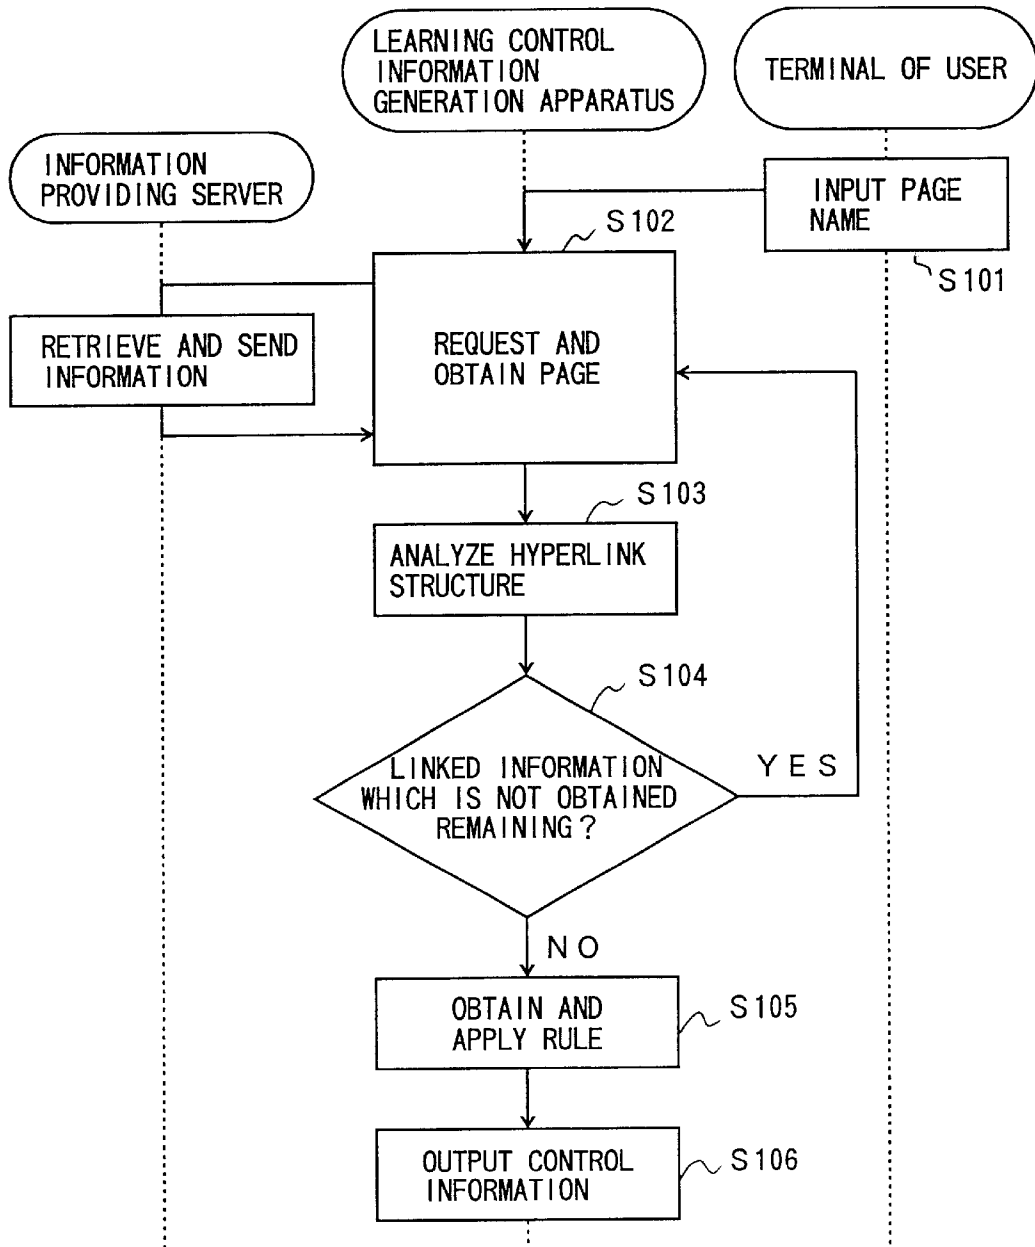 LEARNING CONTROL
INFORMATION
GENERATION APPARATUS
TERMINAL OF USER
INFORMATION
PROVIDING SERVER
INPUT PAGE
NAME
S101
S102
REQUEST AND
OBTAIN PAGE
RETRIEVE AND SEND
INFORMATION
S103
ANALYZE HYPERLINK
STRUCTURE
S104
LINKED INFORMATION
WHICH IS NOT OBTAINED
REMAINING?
YES
NO
S105
OBTAIN AND
APPLY RULE
S106
OUTPUT CONTROL
INFORMATION